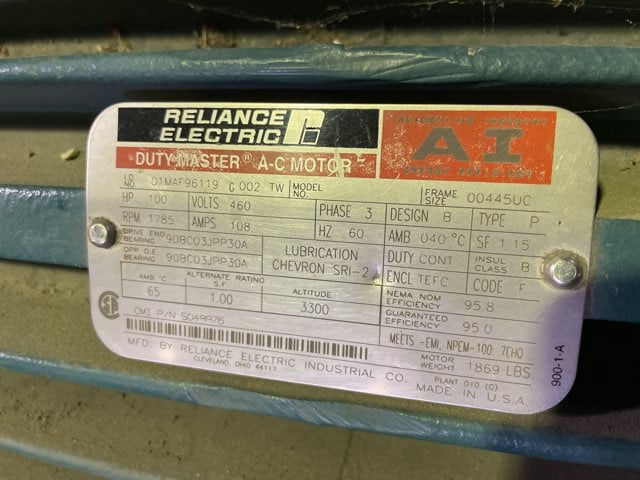 RELIANCE
ELECTRIC
AI
DUTY MASTER® A-C MOTOR
I.D. NO. 01MAF96119 G 002 TW MODEL NO. FRAME SIZE 00445UC
HP 100 VOLTS 460 PHASE 3 DESIGN B TYPE P
RPM 1785 AMPS 108 HZ 60 AMB 040 °C SF 1.15
DRIVE END BEARING 90BC03JPP30A LUBRICATION DUTY CONT INSUL CLASS B
OPP D.E. BEARING 90BC03JPP30A CHEVRON SRI-2 ENCL TEFC CODE F
AMB °C ALTERNATE RATING S.F. ALTITUDE NEMA NOM EFFICIENCY 95.8
65 1.00 3300 GUARANTEED EFFICIENCY 95.0
CMI P/N S049A76 MEETS -EMI, NPEM-100; 7EHQ
MOTOR WEIGHT 1869 LBS
MFD. BY RELIANCE ELECTRIC INDUSTRIAL CO. PLANT 010 (G)
CLEVELAND, OHIO 44117 MADE IN U.S.A.
900-1-A